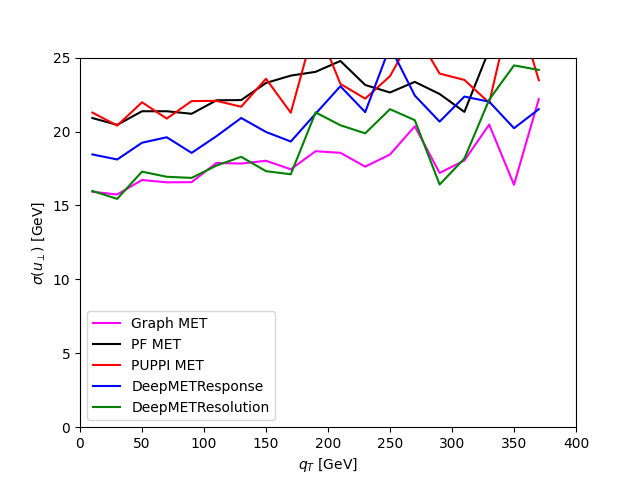 25
20
15
10
5
0
σ(u⊥) [GeV]
Graph MET
PF MET
PUPPI MET
DeepMETResponse
DeepMETResolution
0 50 100 150 200 250 300 350 400
qT [GeV]